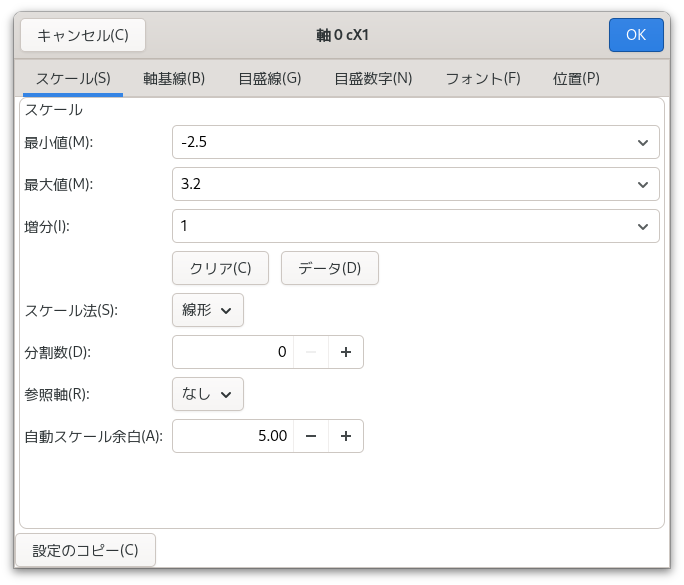 キャンセル(C)
軸 0 cX1
OK
スケール(S) 軸基線(B) 目盛線(G) 目盛数字(N) フォント(F) 位置(P)
スケール
最小値(M): -2.5
最大値(M): 3.2
増分(I): 1
クリア(C) データ(D)
スケール法(S): 線形
分割数(D): 0
参照軸(R): なし
自動スケール余白(A): 5.00
設定のコピー(C)